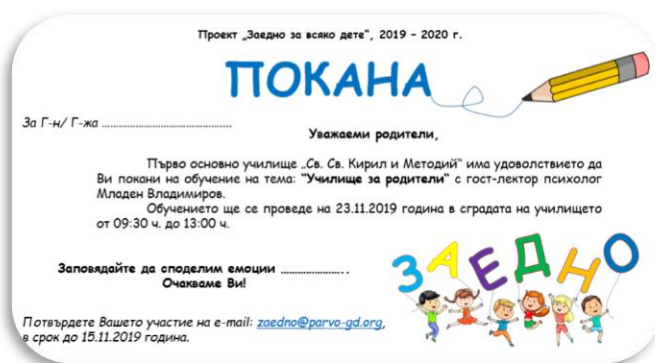 Проект „Заедно за всяко дете“, 2019 – 2020 г.
ПОКАНА
За Г-н/ Г-жа ...........................................
Уважаеми родители,
Първо основно училище „Св. Св. Кирил и Методий“ има удоволствието да
Ви покани на обучение на тема: "Училище за родители" с гост-лектор психолог
Младен Владимиров.
Обучението ще се проведе на 23.11.2019 година в сградата на училището
от 09:30 ч. до 13:00 ч.
Заповядайте да споделим емоции .......................
Очакваме Ви!
ЗАЕДНО
Потвърдете Вашето участие на e-mail: zaedno@parvo-gd.org,
в срок до 15.11.2019 година.